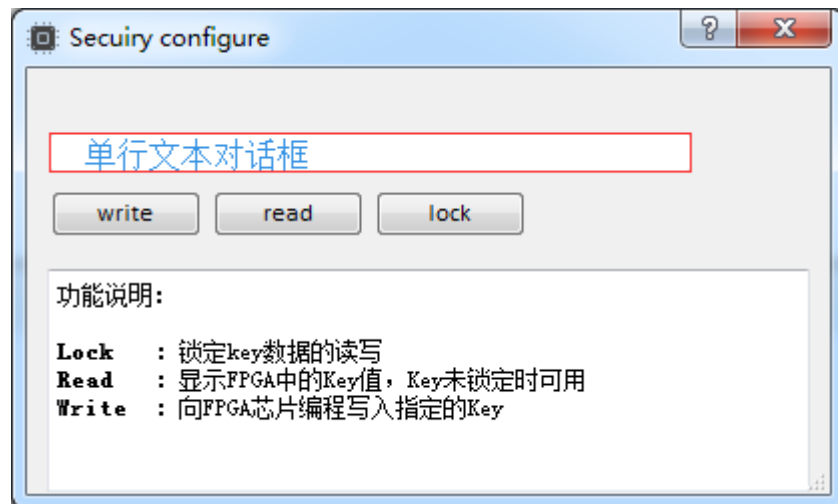 Secuiry configure
单行文本对话框
write read lock
功能说明:
Lock : 锁定key数据的读写
Read : 显示FPGA中的Key值，Key未锁定时可用
Write : 向FPGA芯片编程写入指定的Key